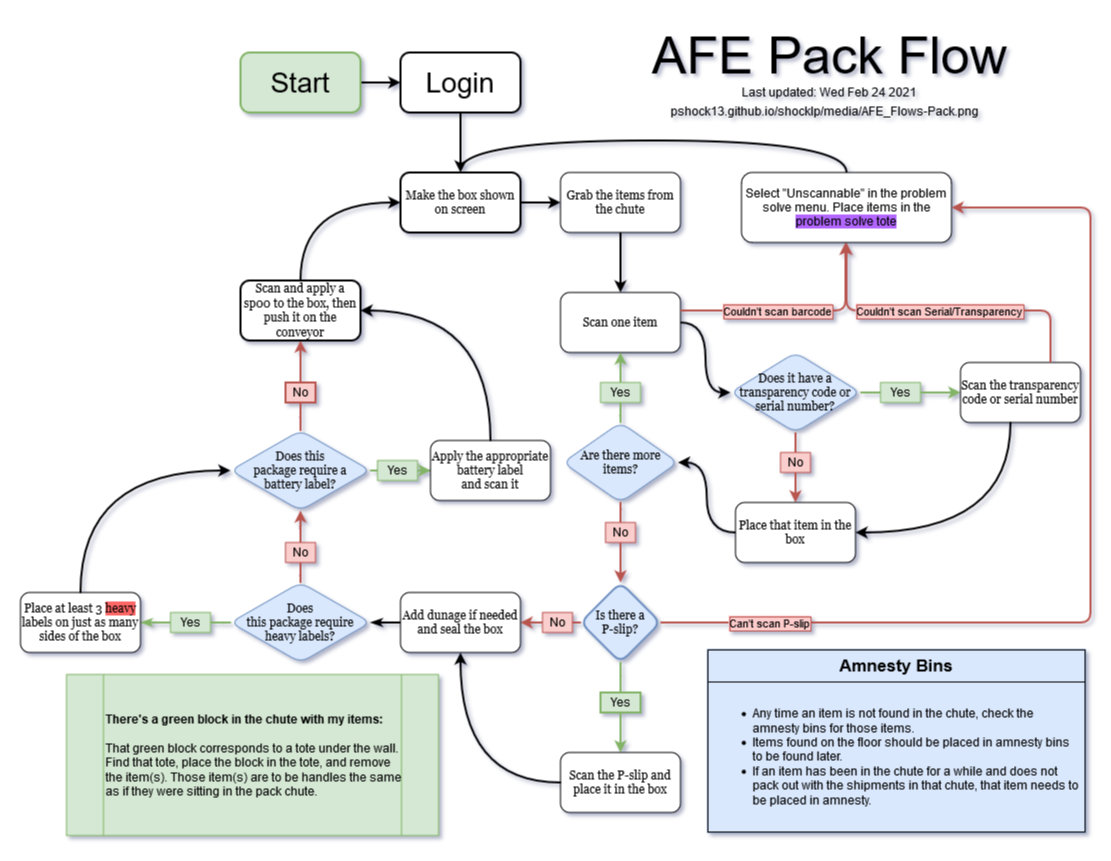 AFE Pack Flow
Last updated: Wed Feb 24 2021
pshock13.github.io/shocklp/media/AFE_Flows-Pack.png
Start
Login
Make the box shown
on screen
Grab the items from
the chute
Select "Unscannable" in the problem
solve menu. Place items in the
problem solve tote
Scan and apply a
sp00 to the box, then
push it on the
conveyor
Scan one item
Couldn't scan barcode
Couldn't scan Serial/Transparency
No
Yes
Does it have a
transparency code or
serial number?
Yes
Scan the transparency
code or serial number
Does this
package require a
battery label?
Yes
Apply the appropriate
battery label
and scan it
Are there more
items?
No
Place that item in the
box
No
No
Place at least 3 heavy
labels on just as many
sides of the box
Yes
Does
this package require
heavy labels?
Add dunage if needed
and seal the box
No
Is there a
P-slip?
Can't scan P-slip
Yes
Scan the P-slip and
place it in the box
There's a green block in the chute with my items:
That green block corresponds to a tote under the wall.
Find that tote, place the block in the tote, and remove
the item(s). Those item(s) are to be handles the same
as if they were sitting in the pack chute.
Amnesty Bins
• Any time an item is not found in the chute, check the
amnesty bins for those items.
• Items found on the floor should be placed in amnesty bins
to be found later.
• If an item has been in the chute for a while and does not
pack out with the shipments in that chute, that item needs to
be placed in amnesty.